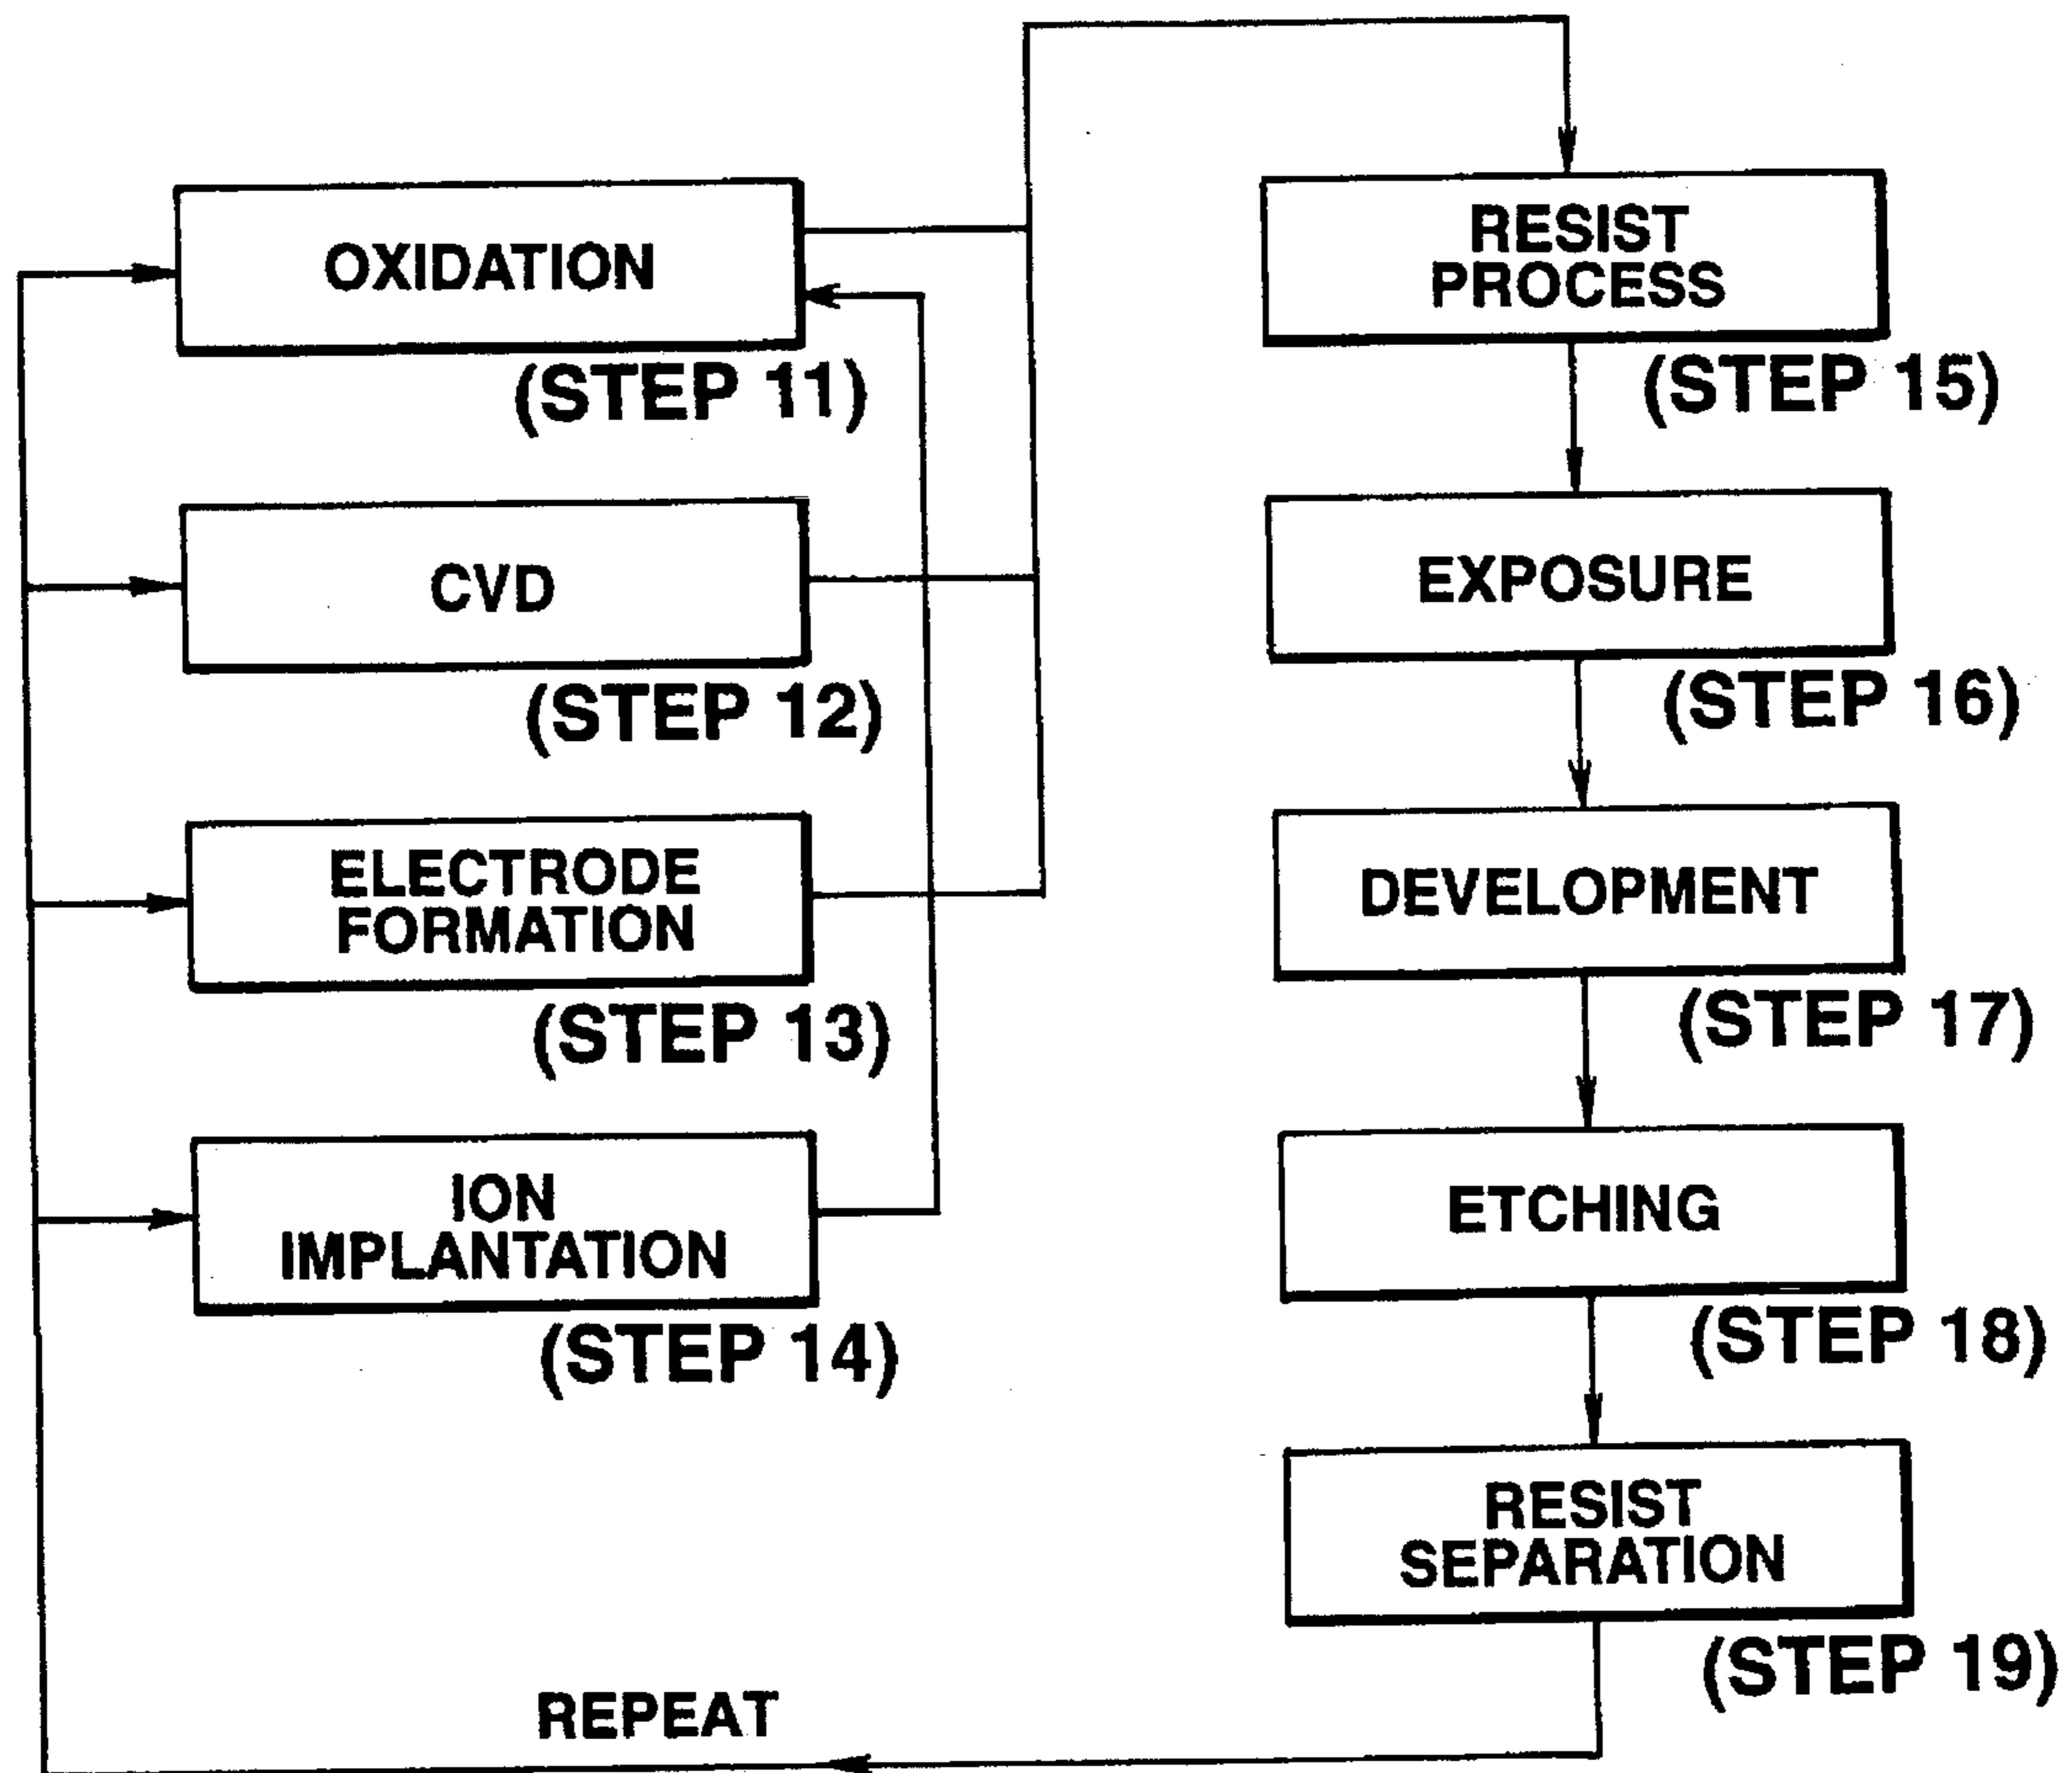 OXIDATION
(STEP 11)
CVD
(STEP 12)
ELECTRODE
FORMATION
(STEP 13)
ION
IMPLANTATION
(STEP 14)
RESIST
PROCESS
(STEP 15)
EXPOSURE
(STEP 16)
DEVELOPMENT
(STEP 17)
ETCHING
(STEP 18)
RESIST
SEPARATION
(STEP 19)
REPEAT